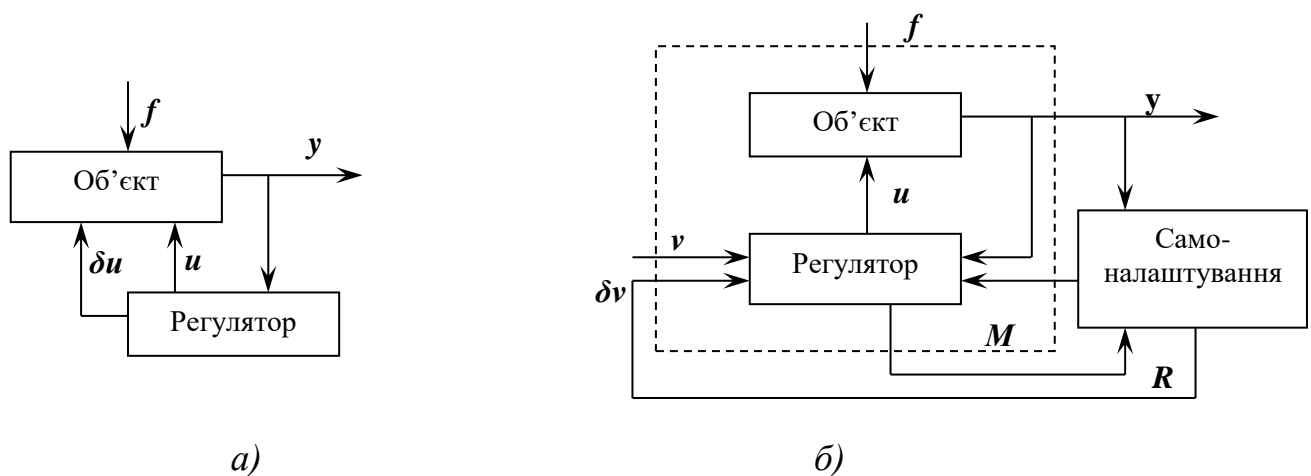 f
y
Об’єкт
δu
u
Регулятор
а)
f
Об’єкт
y
u
v
δv
Регулятор
Само-
налаштування
M
R
б)